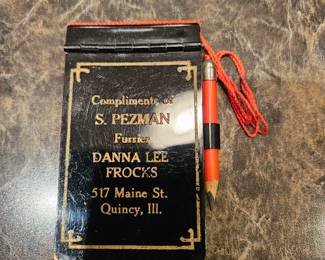 Compliments of
S. PEZMAN
Furrier
DANNA LEE
FROCKS
517 Maine St.
Quincy, Ill.